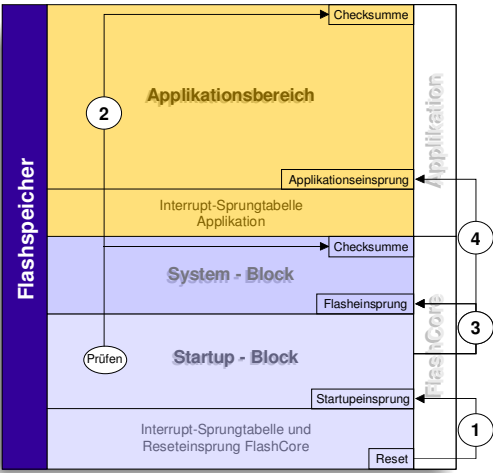 Flashspeicher
Checksumme
Applikationsbereich
2
Applikation
Applikationseinsprung
Interrupt-Sprungtabelle
Applikation
4
Checksumme
System - Block
Flasheinsprung
3
FlashCore
Prüfen
Startup - Block
Startupeinsprung
Interrupt-Sprungtabelle und
Reseteinsprung FlashCore
1
Reset